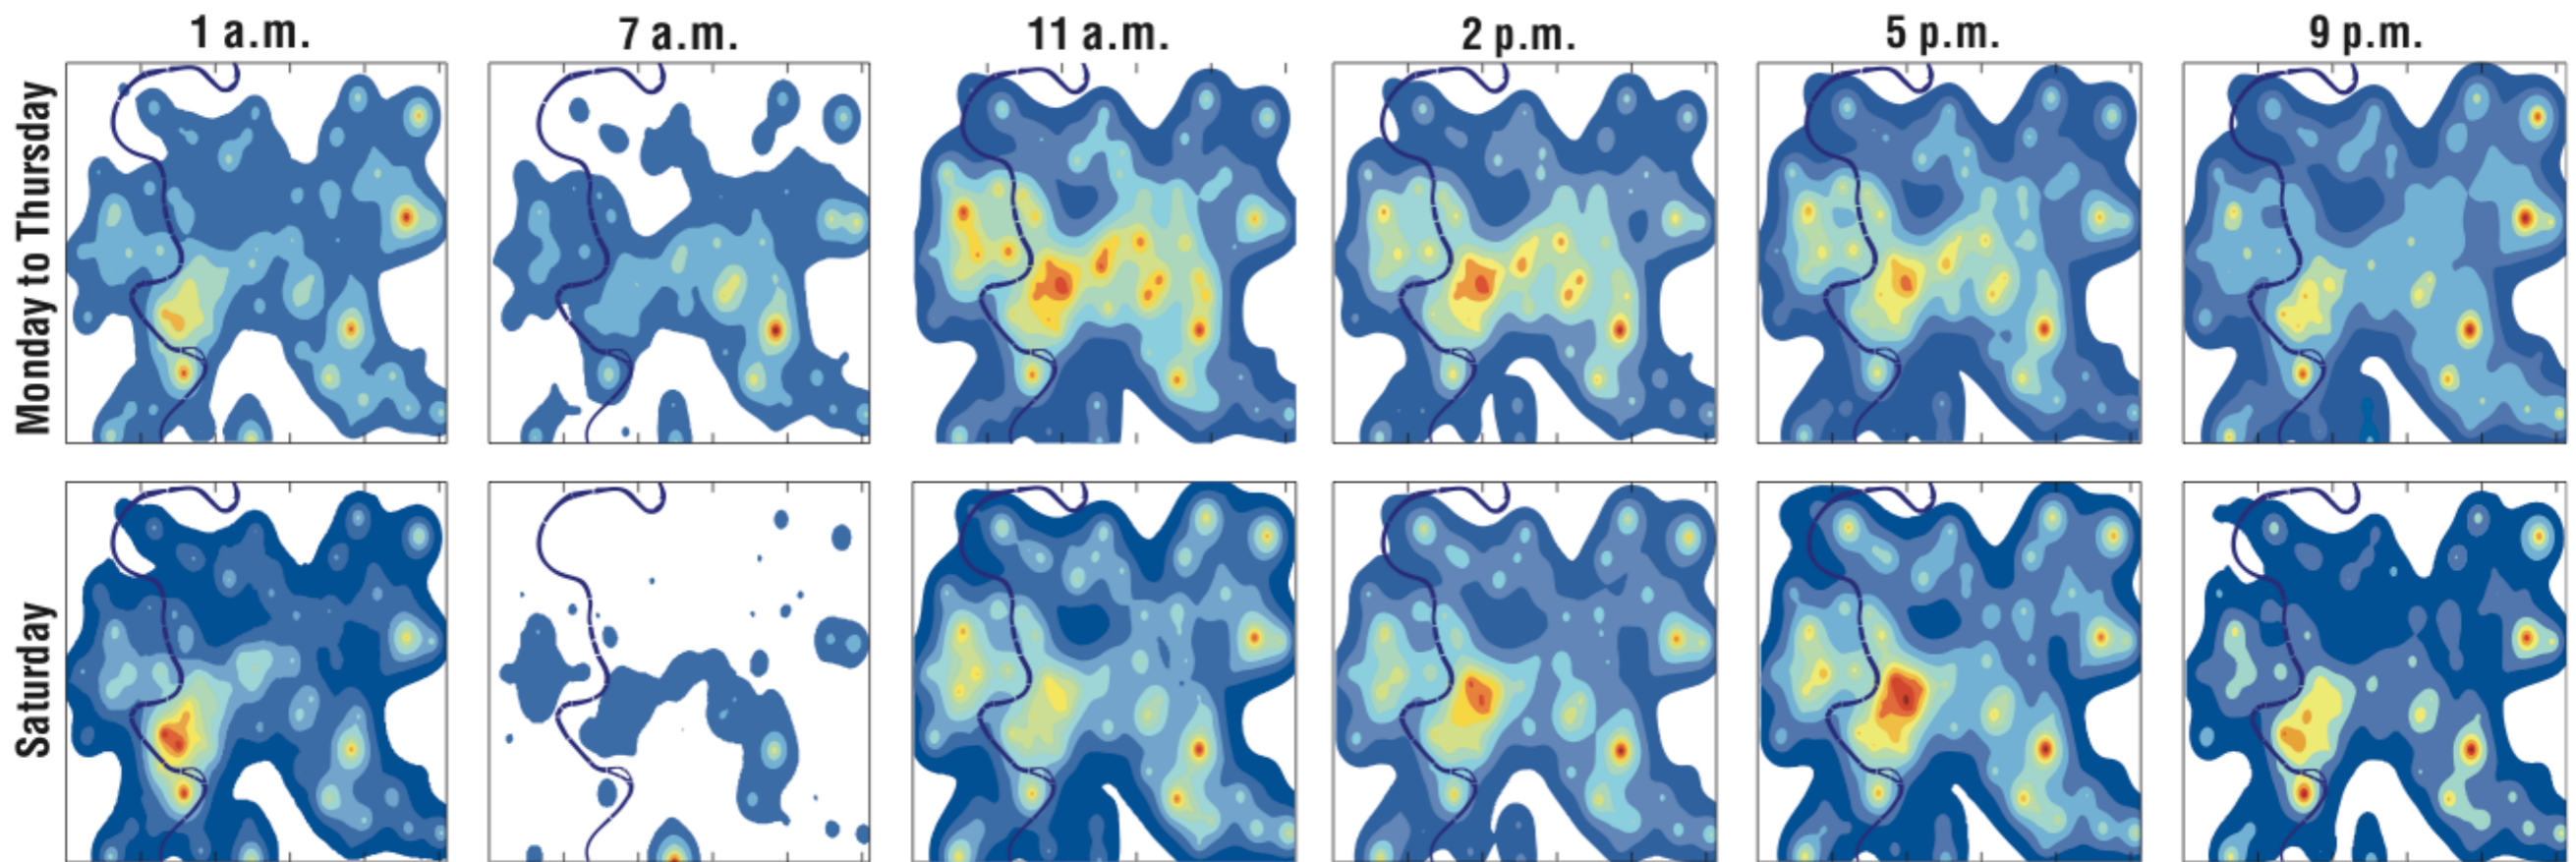 1 a.m. 7 a.m. 11 a.m. 2 p.m. 5 p.m. 9 p.m.
Monday to Thursday
Saturday